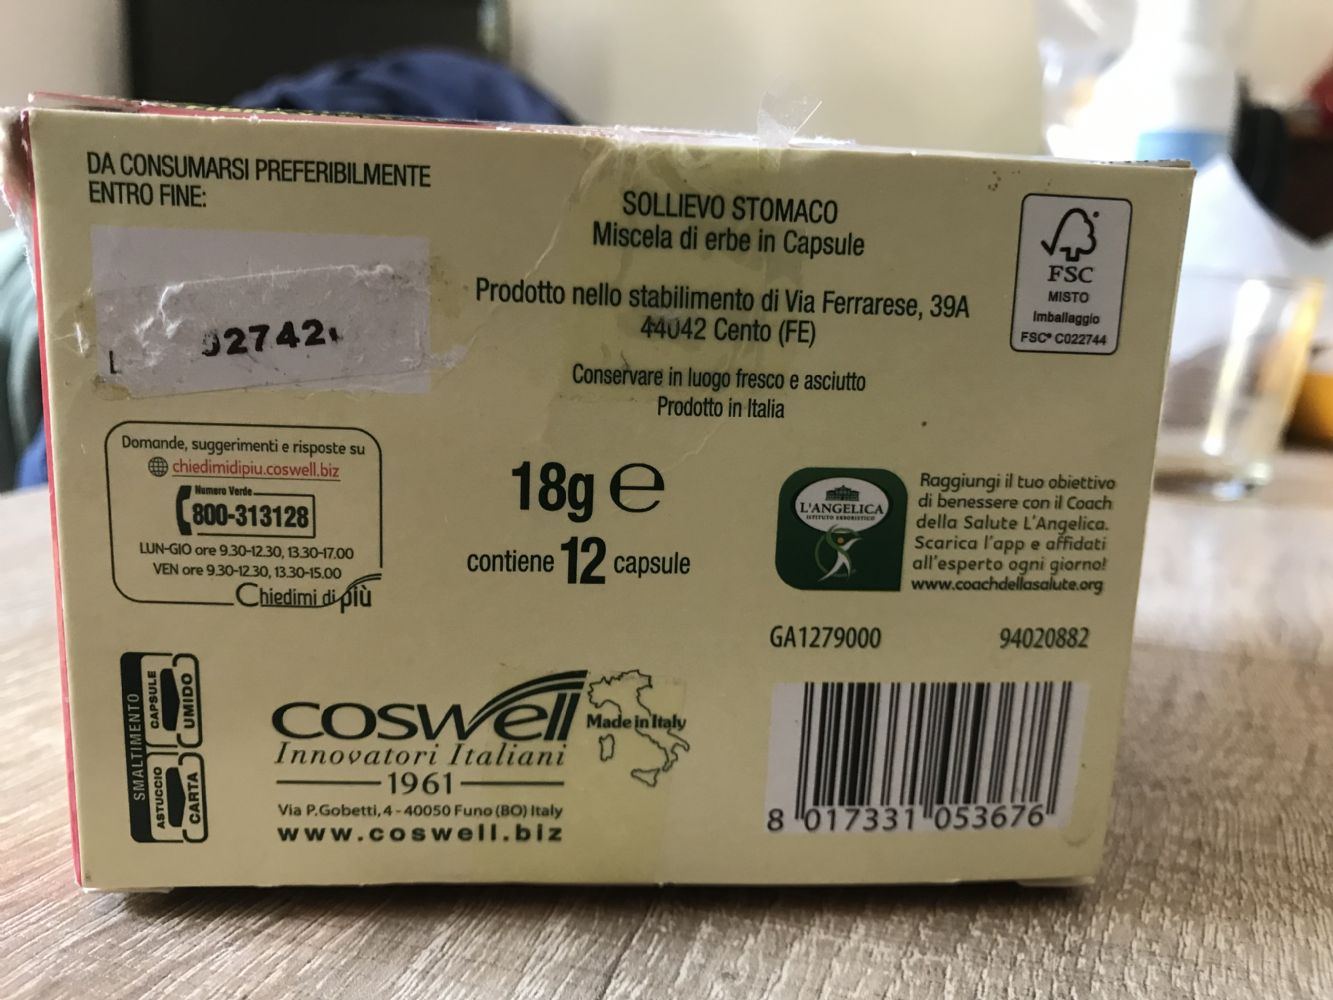 DA CONSUMARSI PREFERIBILMENTE
ENTRO FINE:
SOLLIEVO STOMACO
Miscela di erbe in Capsule
Prodotto nello stabilimento di Via Ferrarese, 39A
44042 Cento (FE)
Conservare in luogo fresco e asciutto
Prodotto in Italia
FSC
MISTO
Imballaggio
FSC® C022744
Domande, suggerimenti e risposte su
chiedimidipiu.coswell.biz
Numero Verde
800-313128
LUN-GIO ore 9.30-12.30, 13.30-17.00
VEN ore 9.30-12.30, 13.30-15.00
Chiedimi di più
18g e
contiene 12 capsule
L'ANGELICA
ISTITUTO ERBORISTICO
Raggiungi il tuo obiettivo
di benessere con il Coach
della Salute L'Angelica.
Scarica l'app e affidati
all'esperto ogni giorno!
www.coachdellasalute.org
GA1279000 94020882
SMALTIMENTO
CAPSULE
UMIDO
ASTUCCIO
CARTA
coswell
Innovatori Italiani
1961
Made in Italy
Via P.Gobetti, 4 - 40050 Funo (BO) Italy
www.coswell.biz
8 017331 053676